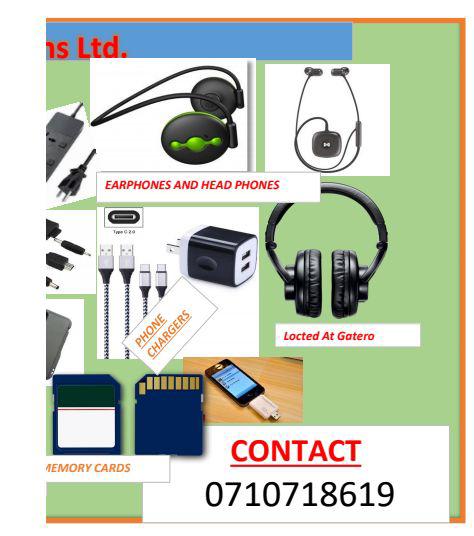 ns Ltd.
EARPHONES AND HEAD PHONES
Type C 2.0
PHONE
CHARGERS
Locted At Gatero
MEMORY CARDS
CONTACT
0710718619